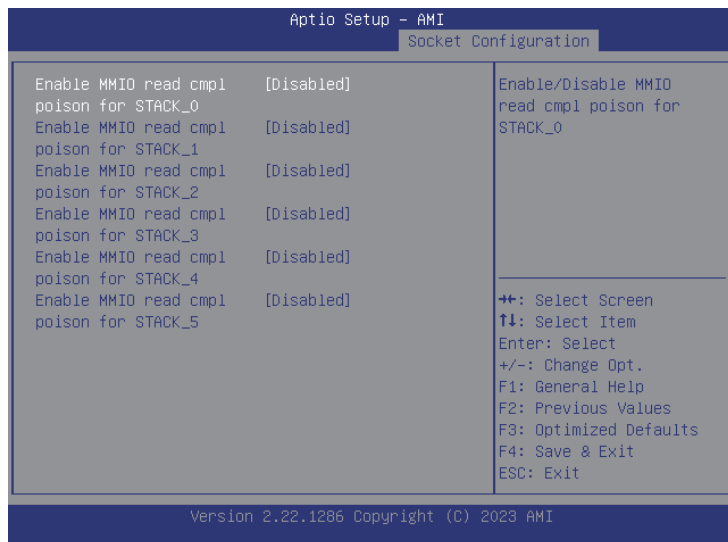 Aptio Setup - AMI
Socket Configuration
Enable MMIO read cmpl [Disabled]
poison for STACK_0
Enable MMIO read cmpl [Disabled]
poison for STACK_1
Enable MMIO read cmpl [Disabled]
poison for STACK_2
Enable MMIO read cmpl [Disabled]
poison for STACK_3
Enable MMIO read cmpl [Disabled]
poison for STACK_4
Enable MMIO read cmpl [Disabled]
poison for STACK_5
Enable/Disable MMIO
read cmpl poison for
STACK_0
→←: Select Screen
↑↓: Select Item
Enter: Select
+/-: Change Opt.
F1: General Help
F2: Previous Values
F3: Optimized Defaults
F4: Save & Exit
ESC: Exit
Version 2.22.1286 Copyright (C) 2023 AMI